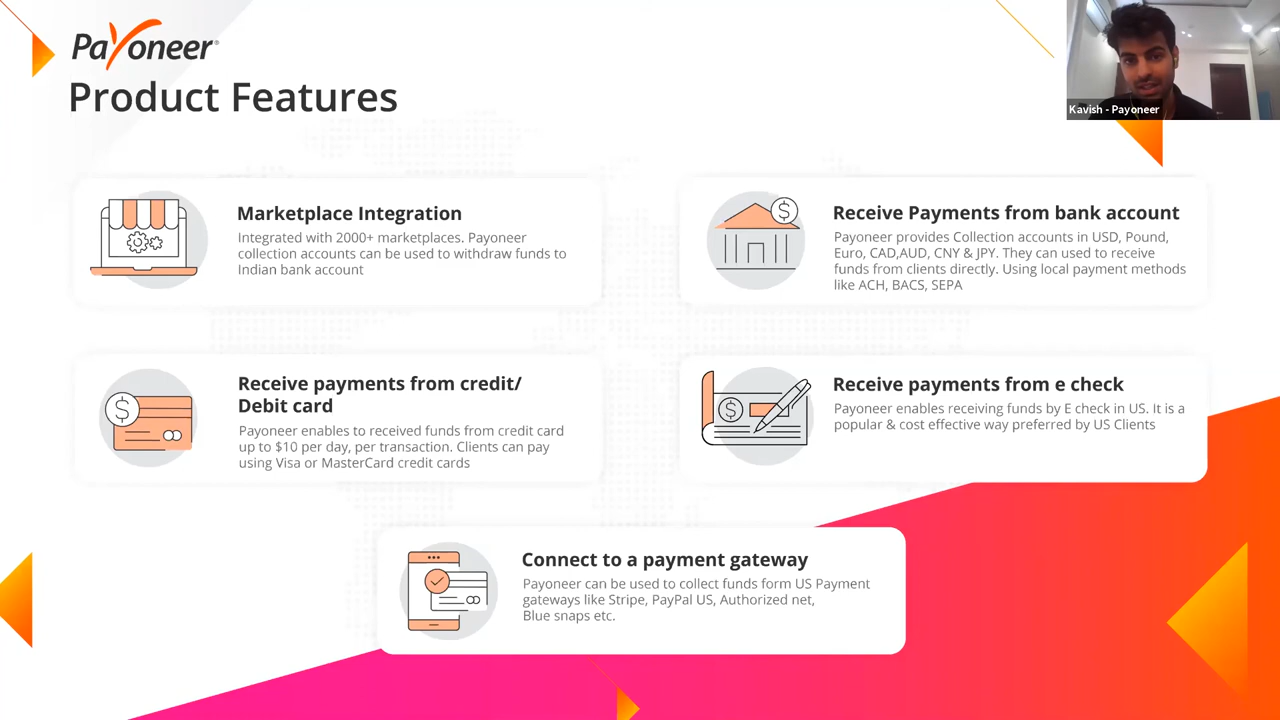 Payoneer
Product Features
Kavish - Payoneer
Marketplace Integration
Integrated with 2000+ marketplaces. Payoneer
collection accounts can be used to withdraw funds to
Indian bank account
Receive Payments from bank account
Payoneer provides Collection accounts in USD, Pound,
Euro, CAD,AUD, CNY & JPY. They can used to receive
funds from clients directly. Using local payment methods
like ACH, BACS, SEPA
Receive payments from credit/
Debit card
Payoneer enables to received funds from credit card
up to $10 per day, per transaction. Clients can pay
using Visa or MasterCard credit cards
Receive payments from e check
Payoneer enables receiving funds by E check in US. It is a
popular & cost effective way preferred by US Clients
Connect to a payment gateway
Payoneer can be used to collect funds form US Payment
gateways like Stripe, PayPal US, Authorized net,
Blue snaps etc.